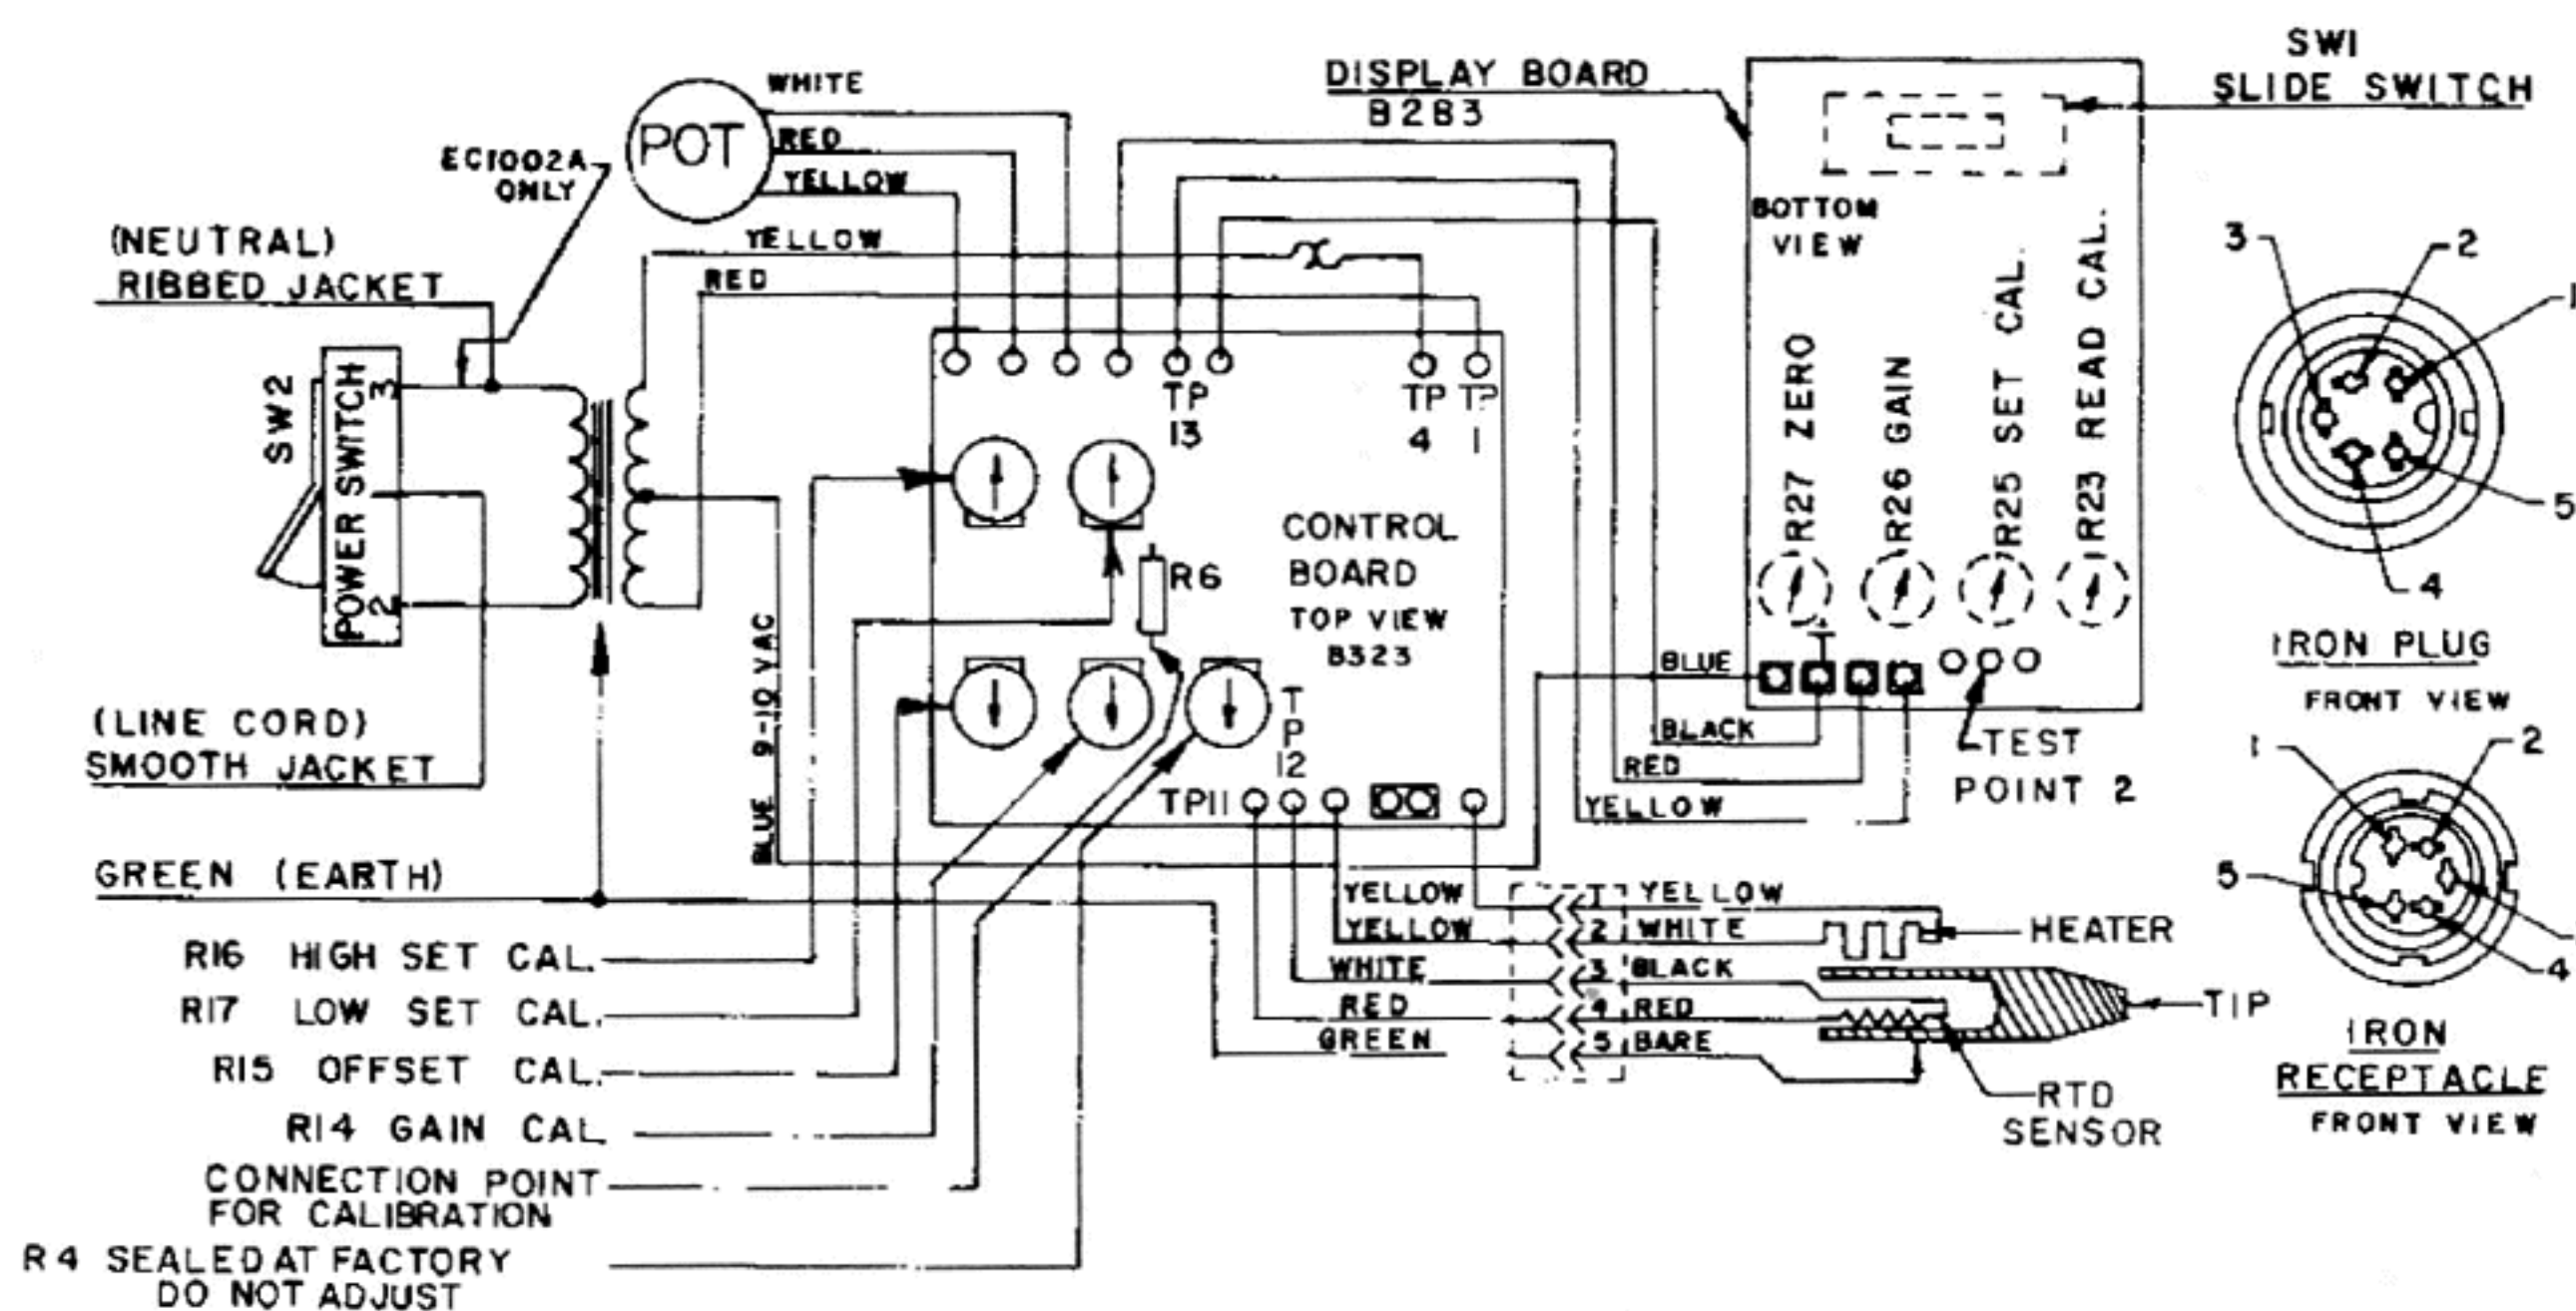 WHITE
RED
YELLOW
POT
EC1002A
ONLY
YELLOW
RED
(NEUTRAL)
RIBBED JACKET
SW2
POWER SWITCH
3
2
(LINE CORD)
SMOOTH JACKET
GREEN (EARTH)
BLUE 9-10 VAC
R16 HIGH SET CAL.
R17 LOW SET CAL.
R15 OFFSET CAL.
R14 GAIN CAL
CONNECTION POINT
FOR CALIBRATION
R4 SEALED AT FACTORY
DO NOT ADJUST
TP
13
TP
4
TP
1
CONTROL
BOARD
TOP VIEW
B323
R6
TP12
TP11
DISPLAY BOARD
B283
SW1
SLIDE SWITCH
BOTTOM
VIEW
R27 ZERO
R26 GAIN
R25 SET CAL.
R23 READ CAL.
BLUE
BLACK
RED
YELLOW
TEST
POINT 2
YELLOW
YELLOW
WHITE
RED
GREEN
1 YELLOW
2 WHITE
3 BLACK
4 RED
5 BARE
HEATER
TIP
RTD
SENSOR
3
2
1
5
4
IRON PLUG
FRONT VIEW
1
2
5
4
IRON
RECEPTACLE
FRONT VIEW